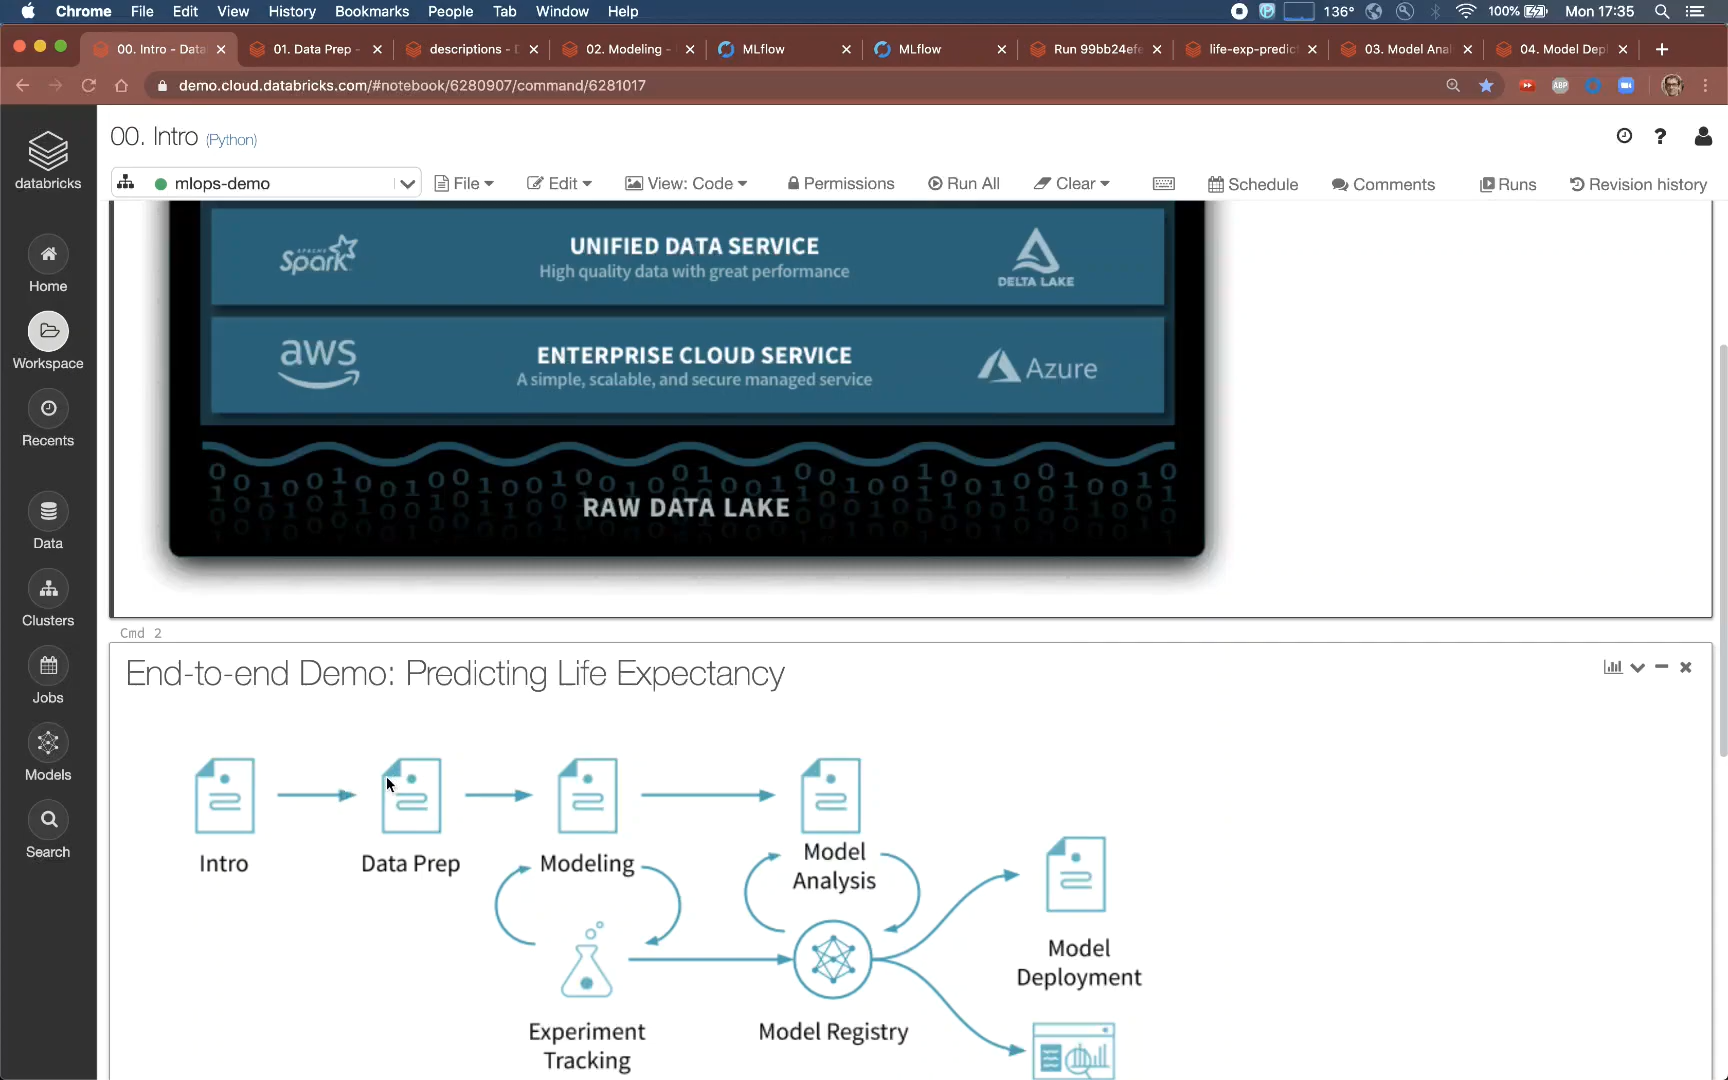 Chrome File Edit View History Bookmarks People Tab Window Help 136° 100% Mon 17:35
00. Intro - Data 01. Data Prep - descriptions - D 02. Modeling - MLflow MLflow Run 99bb24efe life-exp-predic 03. Model Anal 04. Model Depl
demo.cloud.databricks.com/#notebook/6280907/command/6281017 ABP
databricks
00. Intro (Python)
mlops-demo File Edit View: Code Permissions Run All Clear Schedule Comments Runs Revision history
Home
Workspace
Recents
Data
Clusters
Jobs
Models
Search
APACHE Spark
UNIFIED DATA SERVICE
High quality data with great performance
DELTA LAKE
aws
ENTERPRISE CLOUD SERVICE
A simple, scalable, and secure managed service
Azure
RAW DATA LAKE
Cmd 2
End-to-end Demo: Predicting Life Expectancy
Intro
Data Prep
Modeling
Model
Analysis
Model
Deployment
Experiment
Tracking
Model Registry